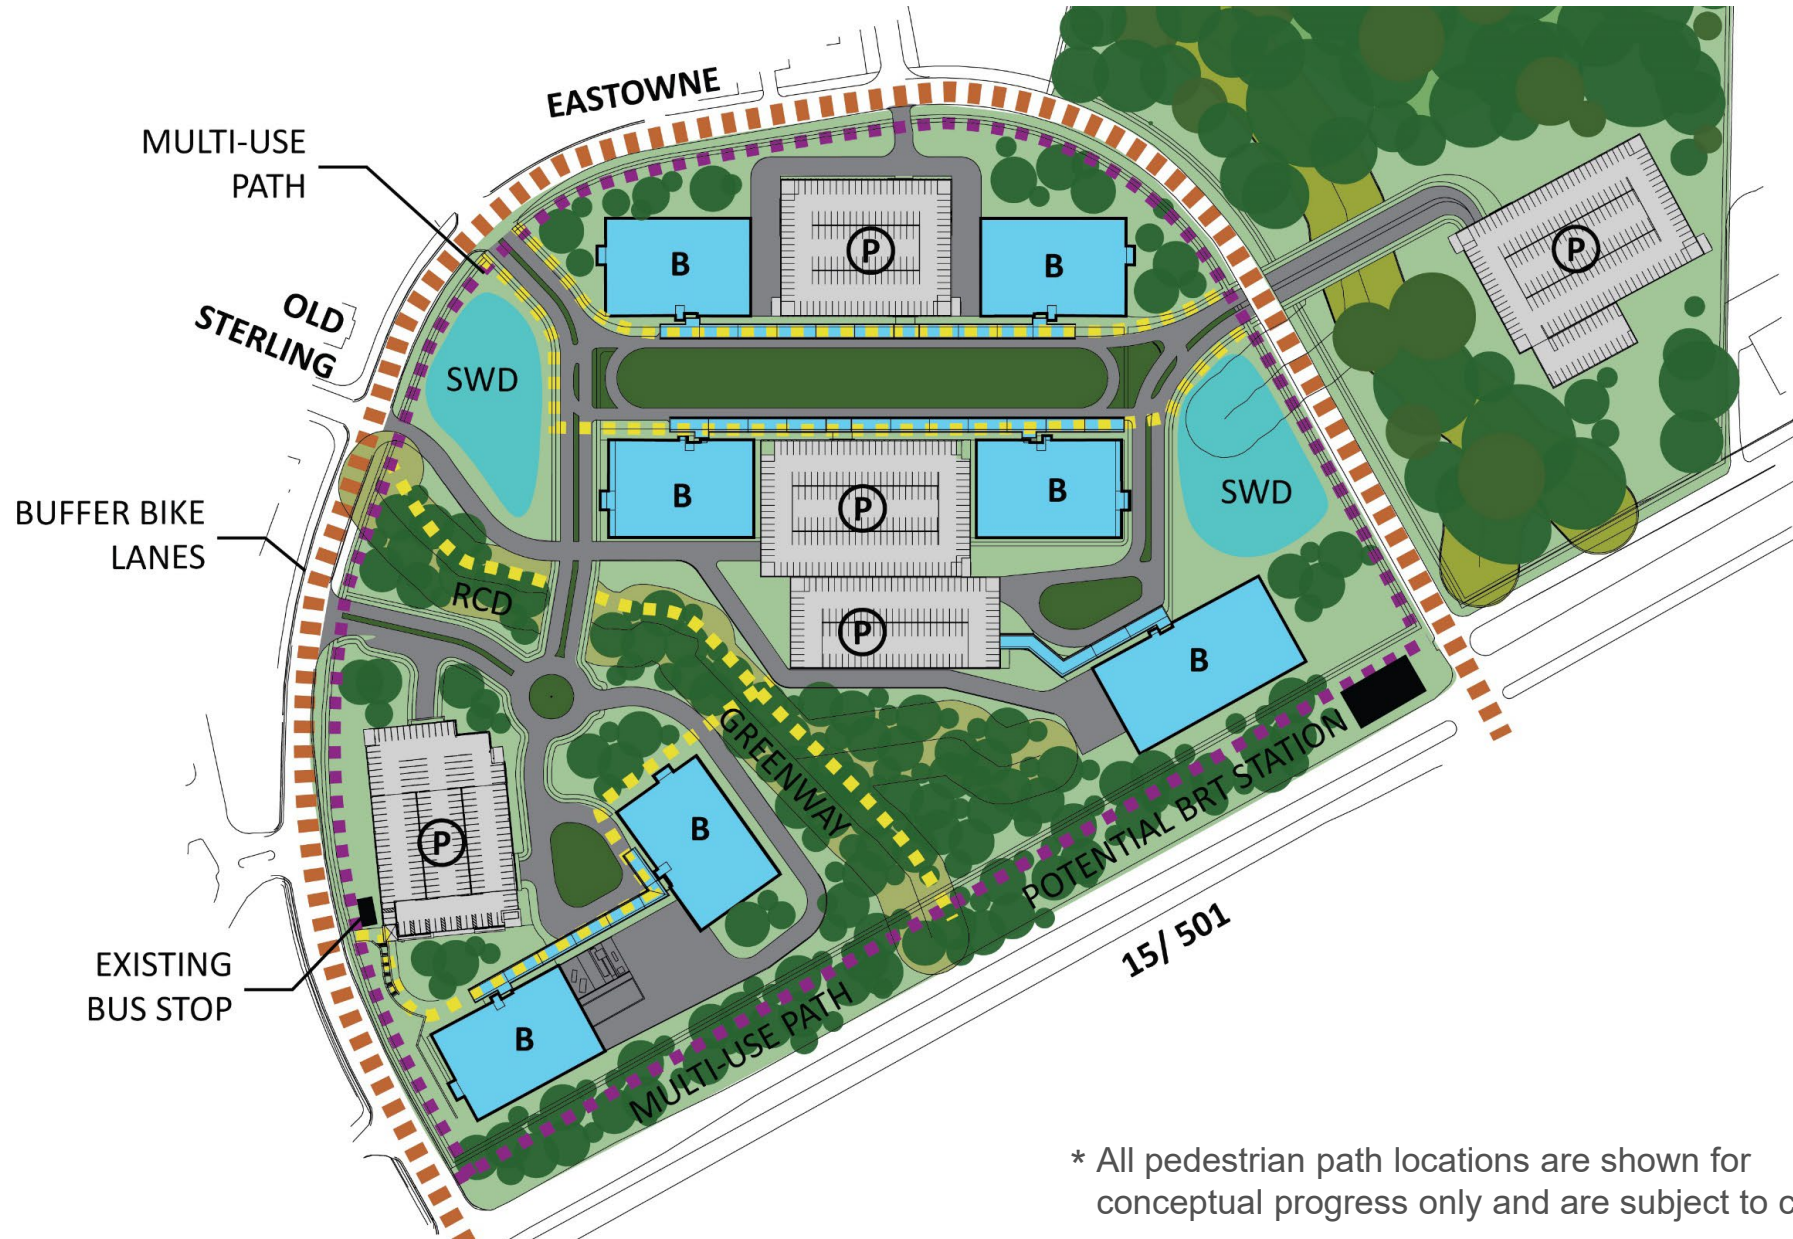 EASTOWNE
MULTI-USE
PATH
B
P
B
P
OLD
STERLING
SWD
B
P
B
SWD
BUFFER BIKE
LANES
RCD
P
B
GREENWAY
B
P
POTENTIAL BRT STATION
15/ 501
EXISTING
BUS STOP
B
MULTI-USE PATH
* All pedestrian path locations are shown for
conceptual progress only and are subject to c